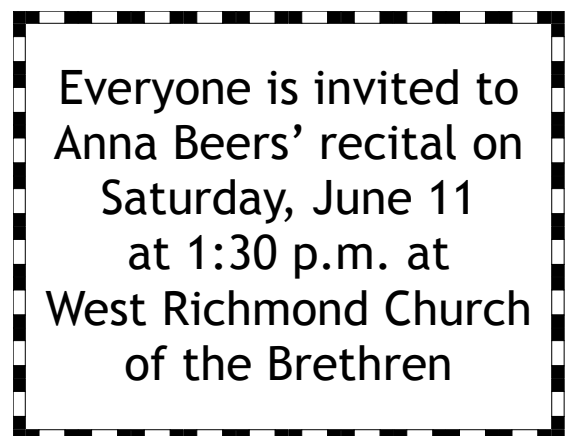 Everyone is invited to
Anna Beers’ recital on
Saturday, June 11
at 1:30 p.m. at
West Richmond Church
of the Brethren